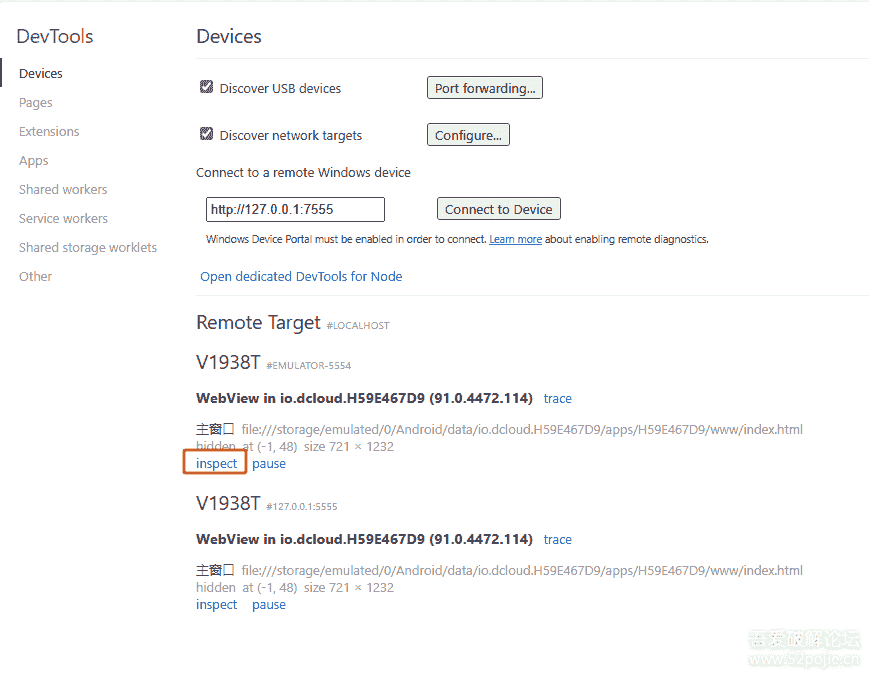 DevTools
Devices
Pages
Extensions
Apps
Shared workers
Service workers
Shared storage worklets
Other
Devices
Discover USB devices
Port forwarding...
Discover network targets
Configure...
Connect to a remote Windows device
http://127.0.0.1:7555
Connect to Device
Windows Device Portal must be enabled in order to connect. Learn more about enabling remote diagnostics.
Open dedicated DevTools for Node
Remote Target #LOCALHOST
V1938T #EMULATOR-5554
WebView in io.dcloud.H59E467D9 (91.0.4472.114) trace
主窗口 file:///storage/emulated/0/Android/data/io.dcloud.H59E467D9/apps/H59E467D9/www/index.html
hidden at (-1, 48) size 721 × 1232
inspect pause
V1938T #127.0.0.1:5555
WebView in io.dcloud.H59E467D9 (91.0.4472.114) trace
主窗口 file:///storage/emulated/0/Android/data/io.dcloud.H59E467D9/apps/H59E467D9/www/index.html
hidden at (-1, 48) size 721 × 1232
inspect pause
吾爱破解论坛
www.52pojie.cn